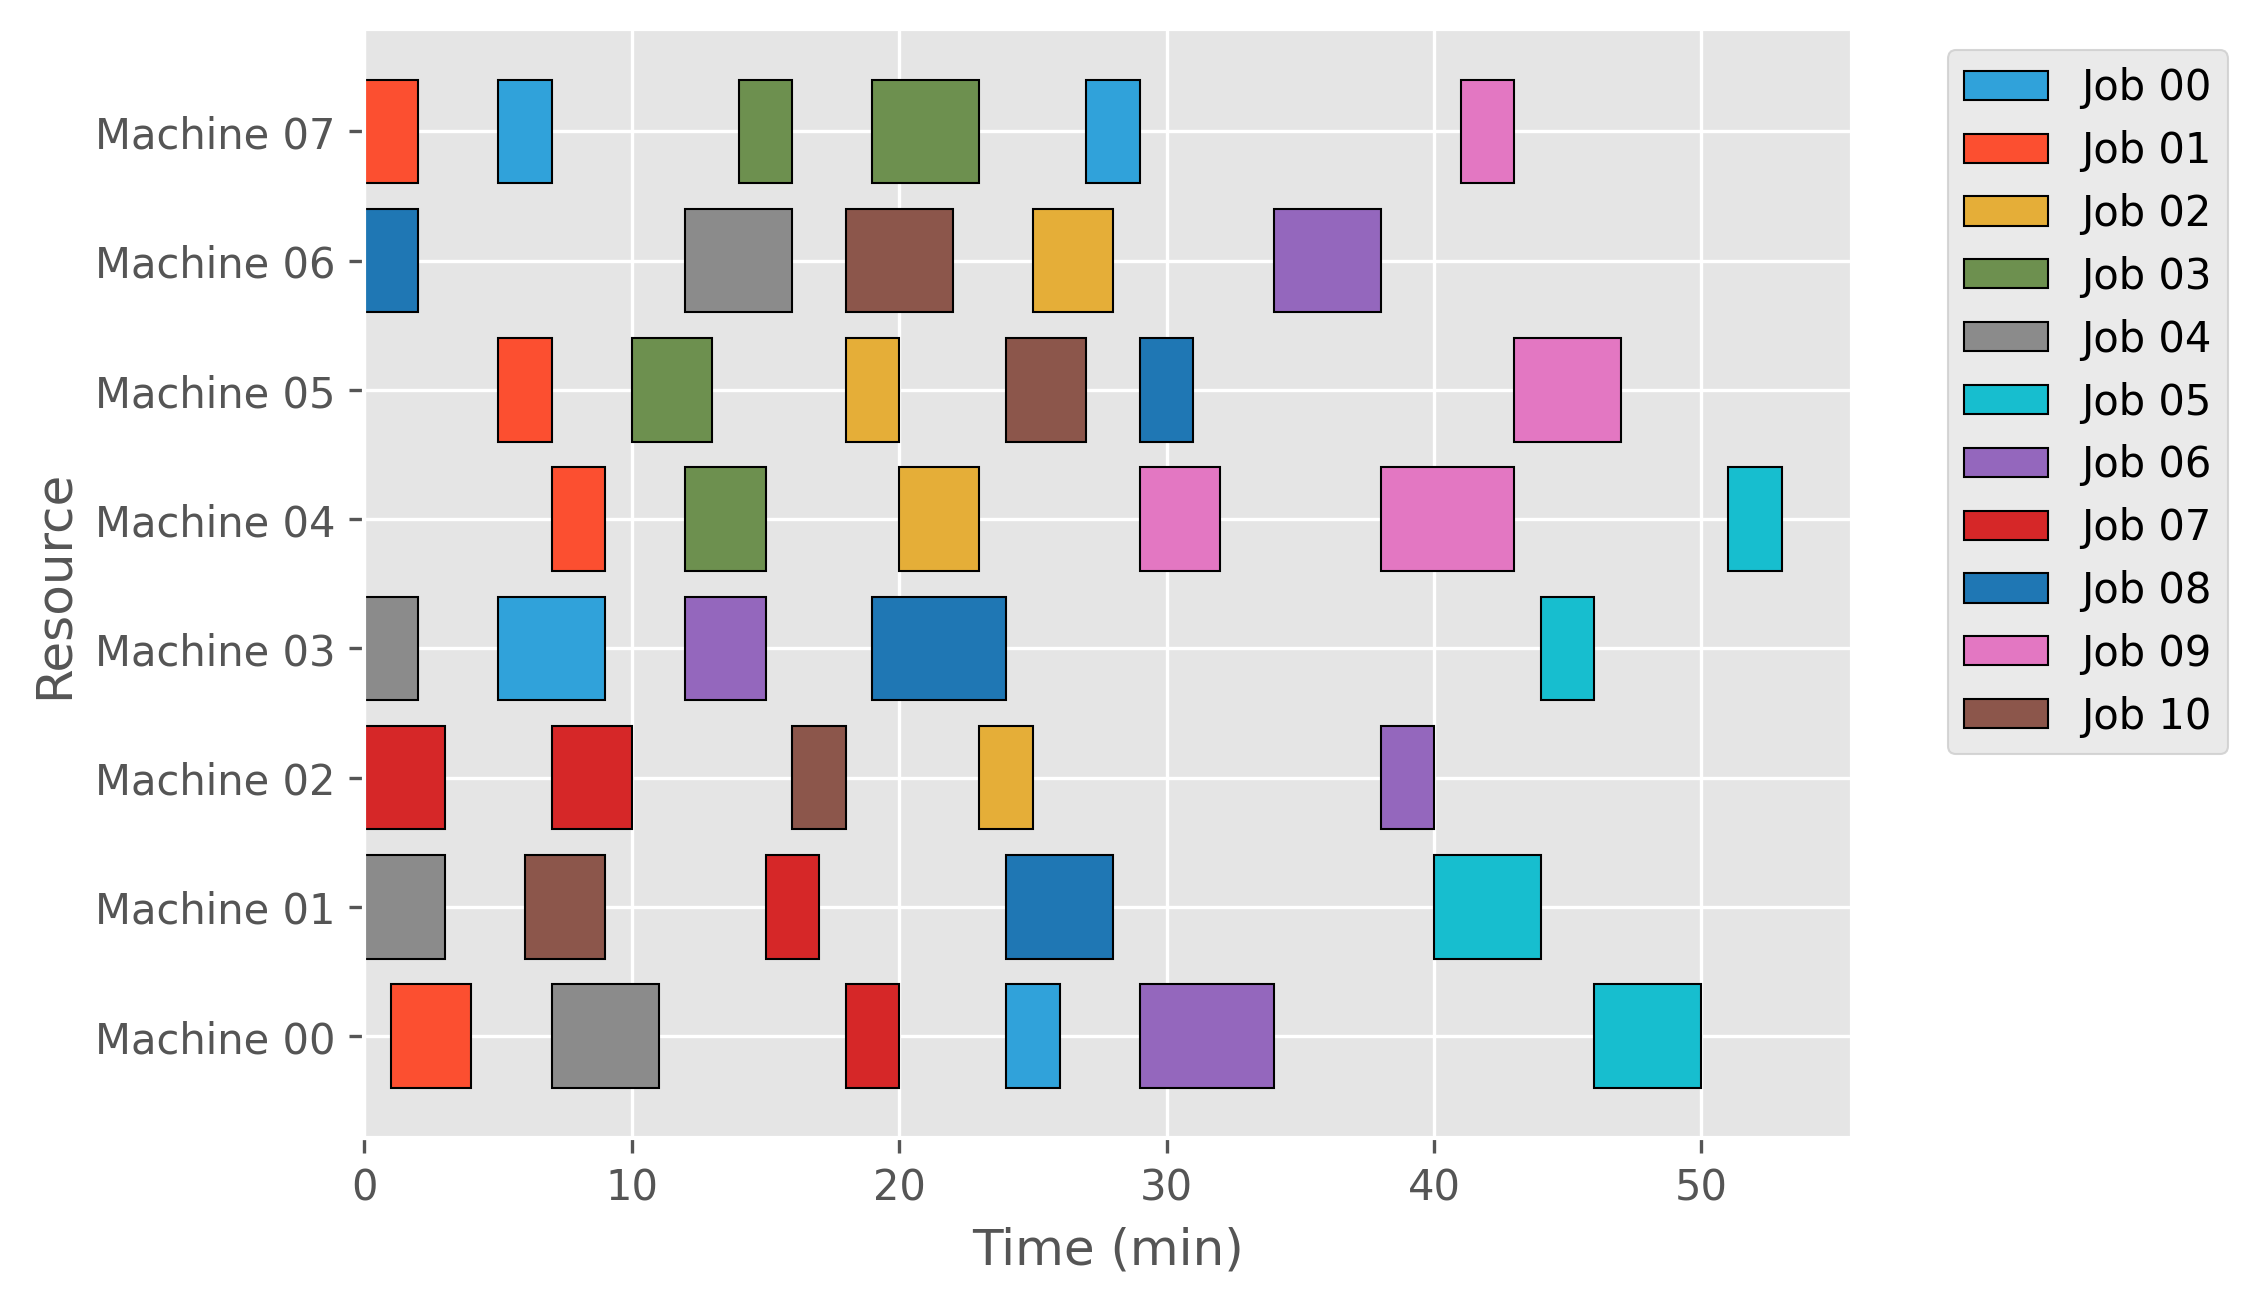 Machine 07
Machine 06
Machine 05
Machine 04
Machine 03
Machine 02
Machine 01
Machine 00
Resource
0 10 20 30 40 50
Time (min)
Job 00
Job 01
Job 02
Job 03
Job 04
Job 05
Job 06
Job 07
Job 08
Job 09
Job 10